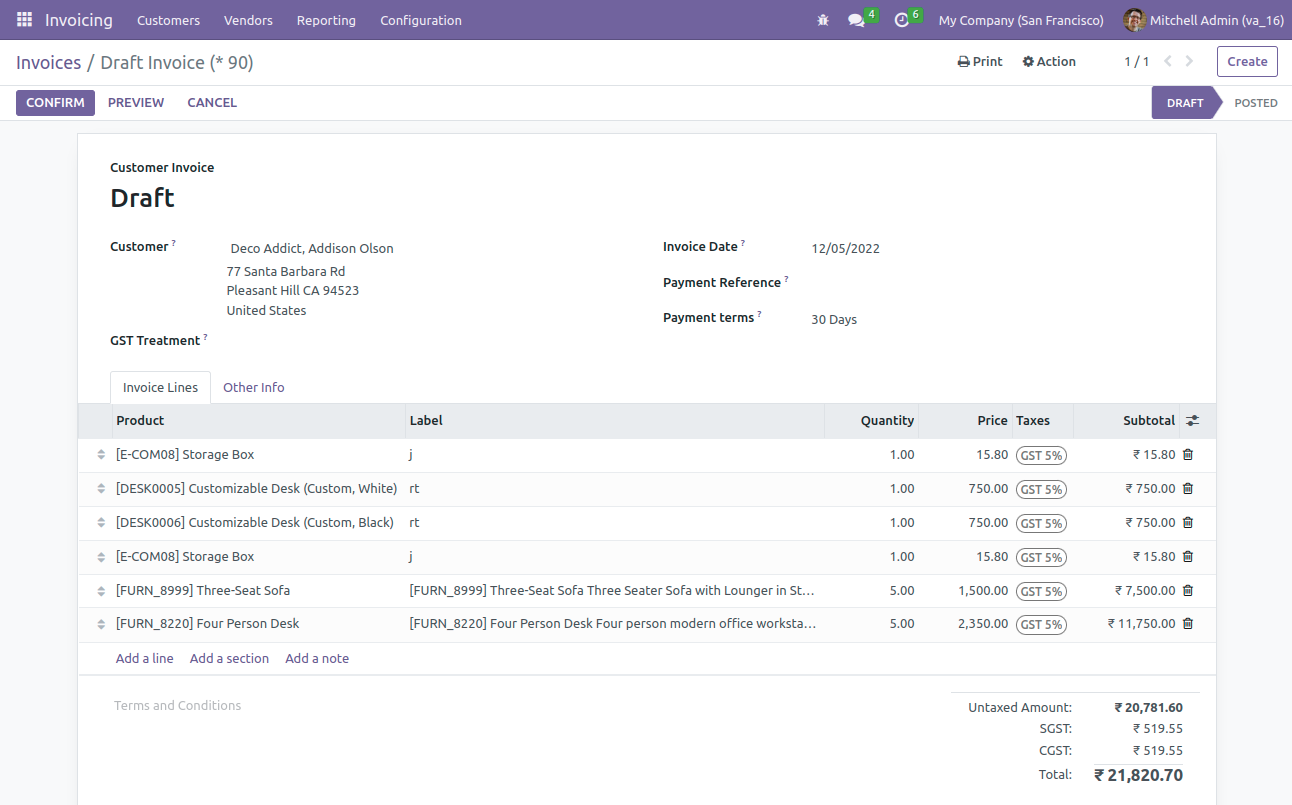 Invoicing Customers Vendors Reporting Configuration 4 6 My Company (San Francisco) Mitchell Admin (va_16)
Invoices / Draft Invoice (* 90) Print Action 1 / 1 Create
CONFIRM PREVIEW CANCEL DRAFT POSTED
Customer Invoice
Draft
Customer ? Deco Addict, Addison Olson Invoice Date ? 12/05/2022
77 Santa Barbara Rd
Pleasant Hill CA 94523 Payment Reference ?
United States Payment terms ? 30 Days
GST Treatment ?
Invoice Lines Other Info
Product Label Quantity Price Taxes Subtotal
[E-COM08] Storage Box j 1.00 15.80 GST 5% ₹ 15.80
[DESK0005] Customizable Desk (Custom, White) rt 1.00 750.00 GST 5% ₹ 750.00
[DESK0006] Customizable Desk (Custom, Black) rt 1.00 750.00 GST 5% ₹ 750.00
[E-COM08] Storage Box j 1.00 15.80 GST 5% ₹ 15.80
[FURN_8999] Three-Seat Sofa [FURN_8999] Three-Seat Sofa Three Seater Sofa with Lounger in St... 5.00 1,500.00 GST 5% ₹ 7,500.00
[FURN_8220] Four Person Desk [FURN_8220] Four Person Desk Four person modern office worksta... 5.00 2,350.00 GST 5% ₹ 11,750.00
Add a line Add a section Add a note
Terms and Conditions Untaxed Amount: ₹ 20,781.60
SGST: ₹ 519.55
CGST: ₹ 519.55
Total: ₹ 21,820.70